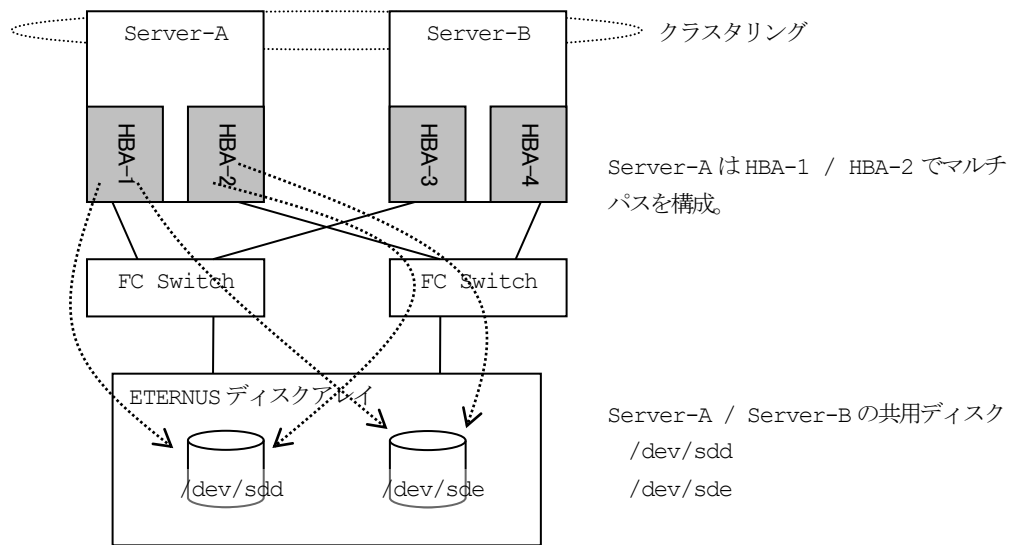 Server-A
Server-B
クラスタリング
HBA-1
HBA-2
HBA-3
HBA-4
Server-A は HBA-1 / HBA-2 でマルチ
パスを構成。
FC Switch
FC Switch
ETERNUS ディスクアレイ
Server-A / Server-B の共用ディスク
/dev/sdd
/dev/sde
/dev/sdd
/dev/sde